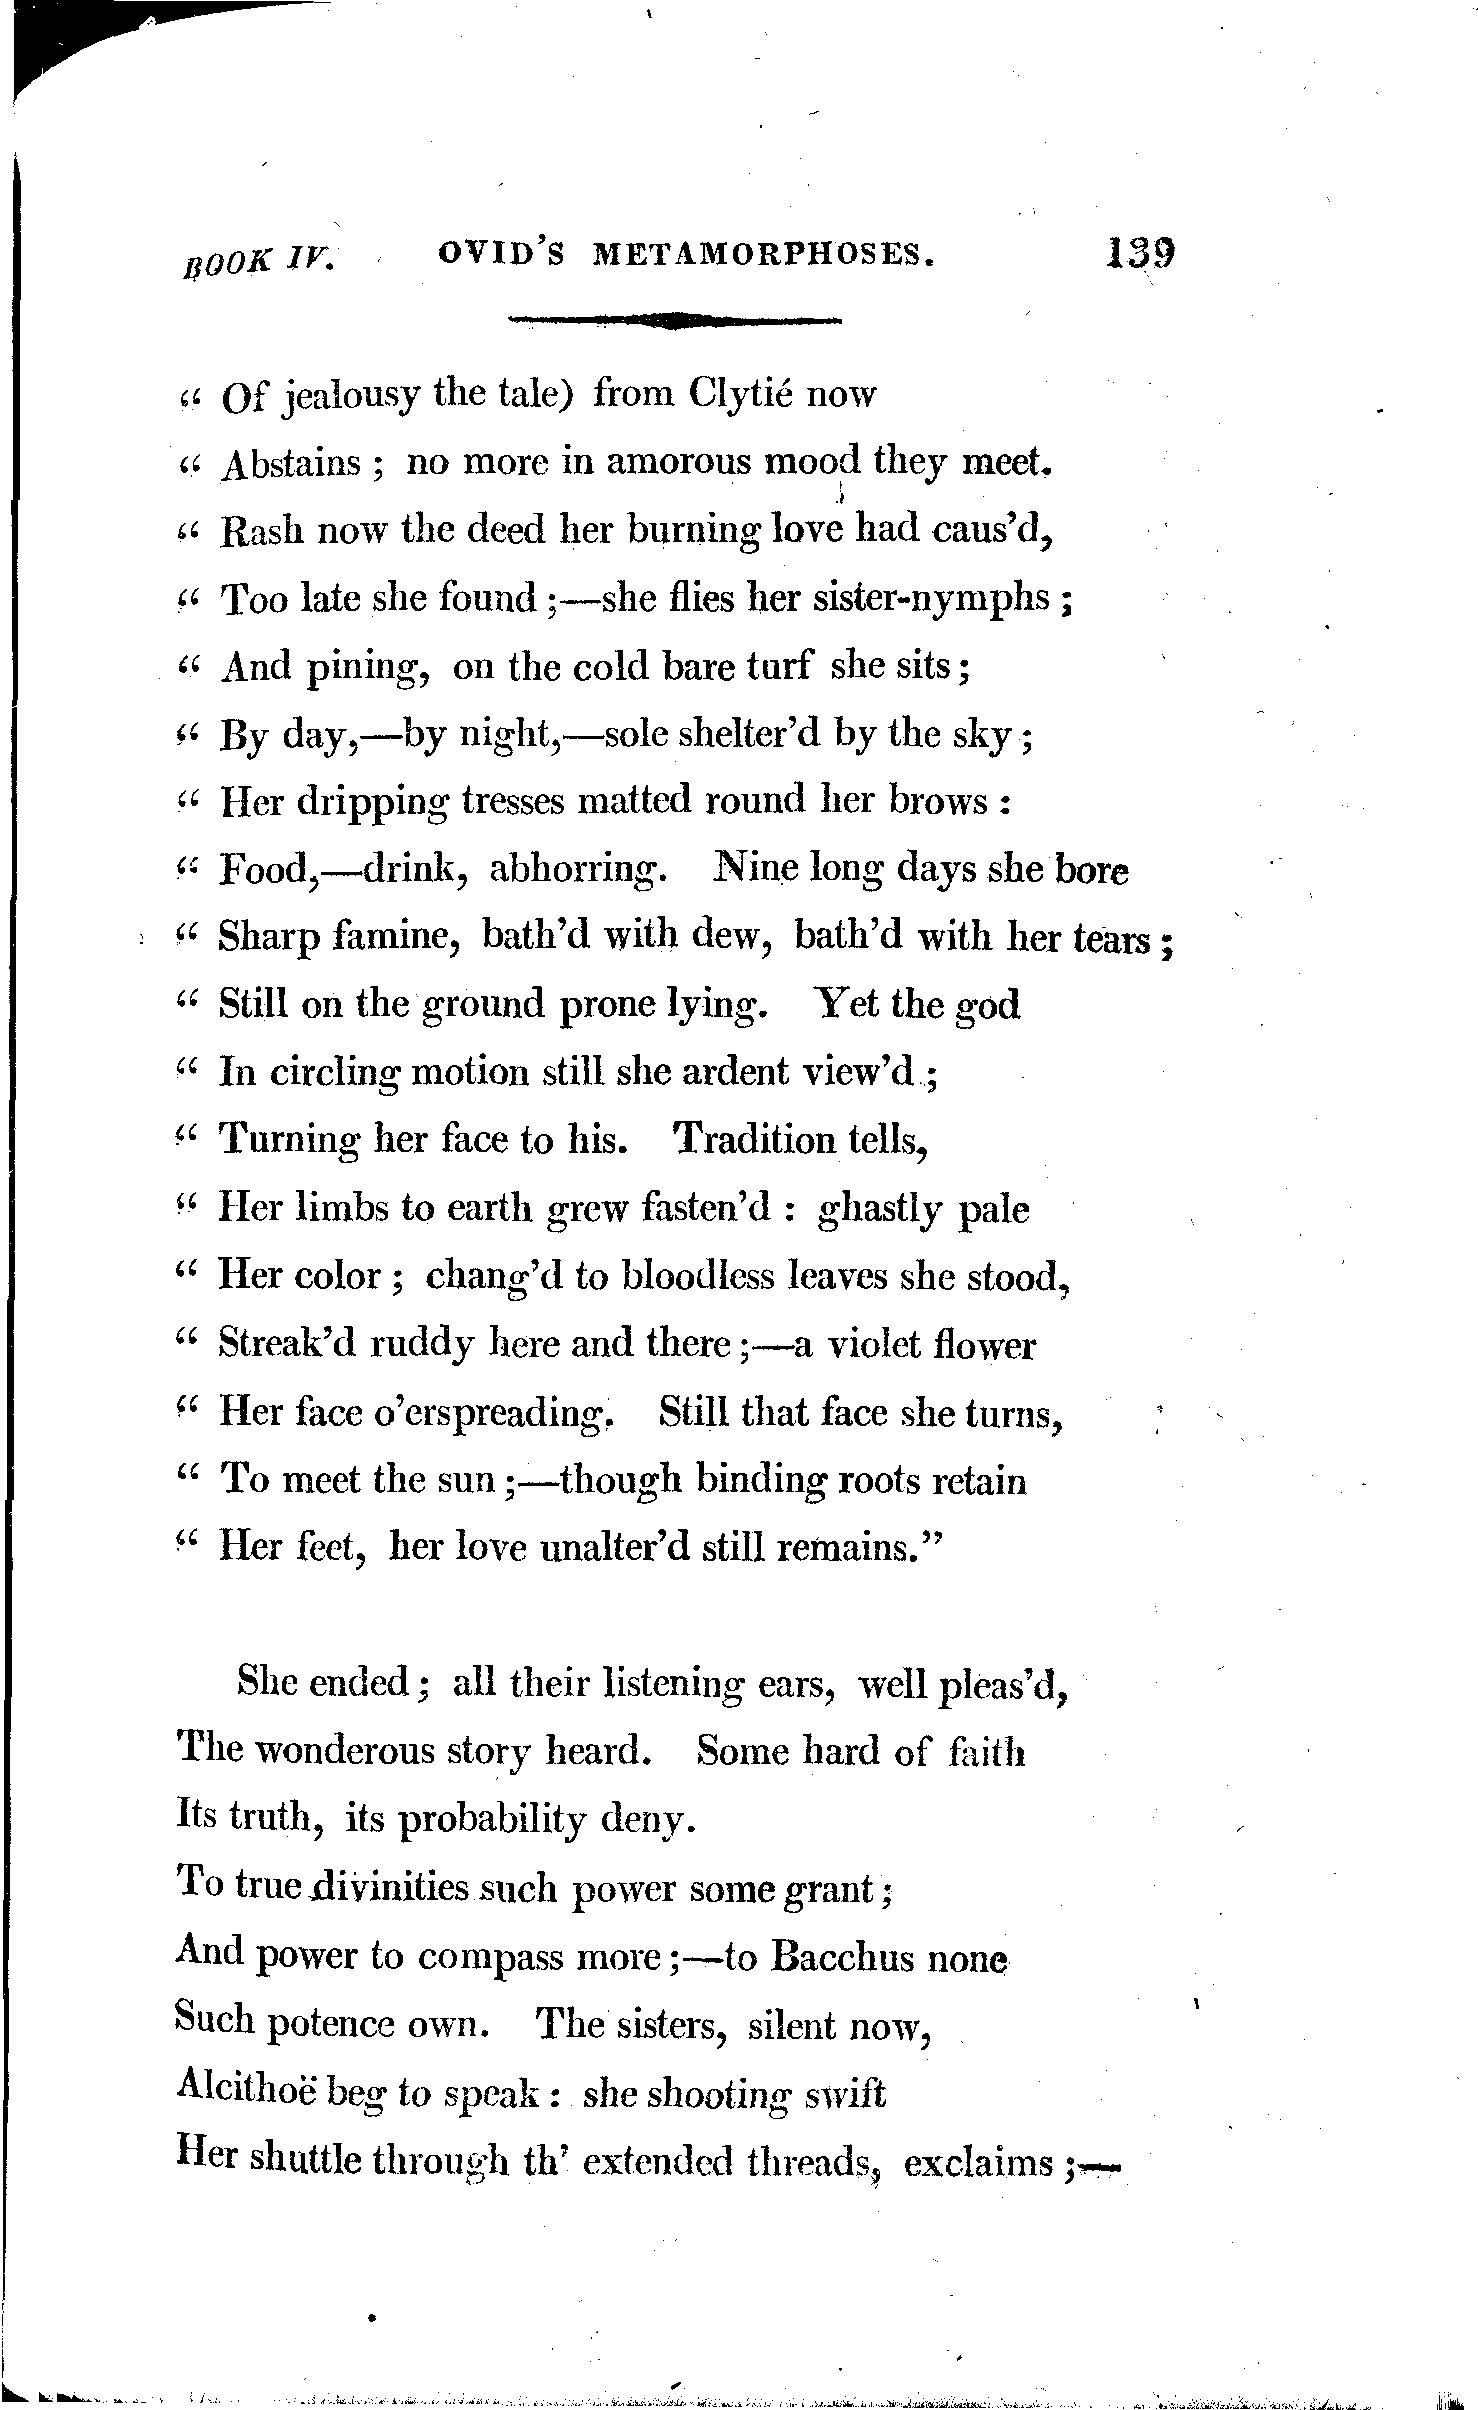 BOOK IV. OVID'S METAMORPHOSES. 139
“ Of jealousy the tale) from Clytié now
“ Abstains ; no more in amorous mood they meet.
“ Rash now the deed her burning love had caus'd,
“ Too late she found ;—she flies her sister-nymphs ;
“ And pining, on the cold bare turf she sits ;
“ By day,—by night,—sole shelter'd by the sky ;
“ Her dripping tresses matted round her brows :
“ Food,—drink, abhorring. Nine long days she bore
“ Sharp famine, bath'd with dew, bath'd with her tears ;
“ Still on the ground prone lying. Yet the god
“ In circling motion still she ardent view'd ;
“ Turning her face to his. Tradition tells,
“ Her limbs to earth grew fasten'd : ghastly pale
“ Her color ; chang'd to bloodless leaves she stood,
“ Streak'd ruddy here and there ;—a violet flower
“ Her face o'erspreading. Still that face she turns,
“ To meet the sun ;—though binding roots retain
“ Her feet, her love unalter'd still remains.”
She ended ; all their listening ears, well pleas'd,
The wonderous story heard. Some hard of faith
Its truth, its probability deny.
To true divinities such power some grant ;
And power to compass more ;—to Bacchus none
Such potence own. The sisters, silent now,
Alcithoë beg to speak : she shooting swift
Her shuttle through th' extended threads, exclaims ;—